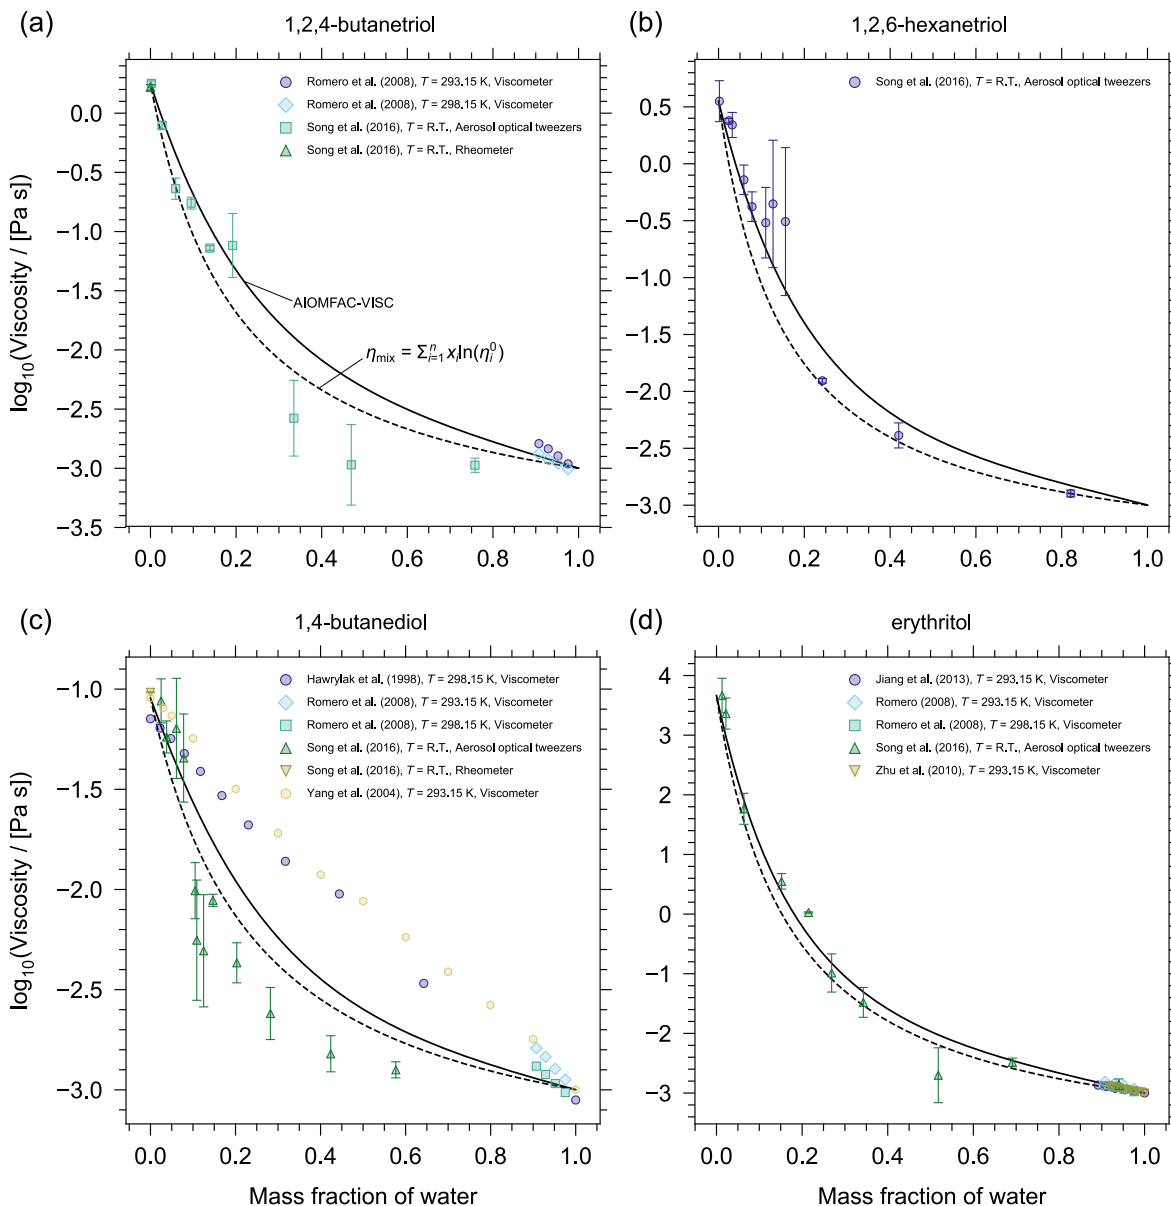 (a)
1,2,4-butanetriol
Romero et al. (2008), T = 293.15 K, Viscometer
Romero et al. (2008), T = 298.15 K, Viscometer
Song et al. (2016), T = R.T., Aerosol optical tweezers
Song et al. (2016), T = R.T., Rheometer
AIOMFAC-VISC
η_mix = Σ_{i=1}^{n} x_i ln(η_i^0)
log₁₀(Viscosity / [Pa s])
0.0
−0.5
−1.0
−1.5
−2.0
−2.5
−3.0
−3.5
0.0 0.2 0.4 0.6 0.8 1.0
(b)
1,2,6-hexanetriol
Song et al. (2016), T = R.T., Aerosol optical tweezers
0.5
0.0
−0.5
−1.0
−1.5
−2.0
−2.5
−3.0
0.0 0.2 0.4 0.6 0.8 1.0
(c)
1,4-butanediol
Hawrylak et al. (1998), T = 298.15 K, Viscometer
Romero et al. (2008), T = 293.15 K, Viscometer
Romero et al. (2008), T = 298.15 K, Viscometer
Song et al. (2016), T = R.T., Aerosol optical tweezers
Song et al. (2016), T = R.T., Rheometer
Yang et al. (2004), T = 293.15 K, Viscometer
log₁₀(Viscosity / [Pa s])
−1.0
−1.5
−2.0
−2.5
−3.0
0.0 0.2 0.4 0.6 0.8 1.0
Mass fraction of water
(d)
erythritol
Jiang et al. (2013), T = 293.15 K, Viscometer
Romero (2008), T = 293.15 K, Viscometer
Romero et al. (2008), T = 298.15 K, Viscometer
Song et al. (2016), T = R.T., Aerosol optical tweezers
Zhu et al. (2010), T = 293.15 K, Viscometer
4
3
2
1
0
−1
−2
−3
0.0 0.2 0.4 0.6 0.8 1.0
Mass fraction of water